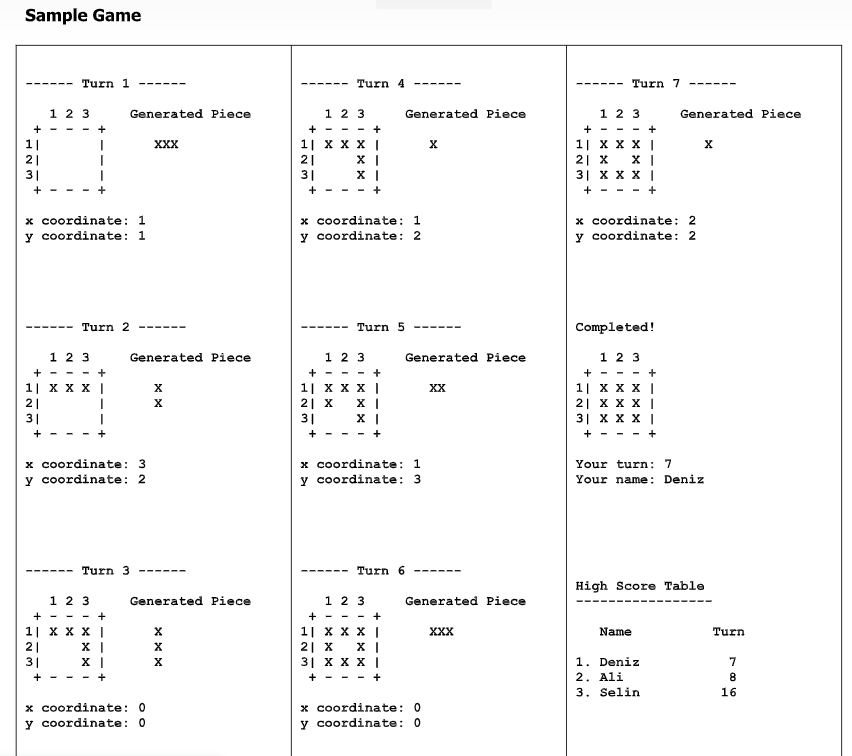 Sample Game
------ Turn 1 ------
   1 2 3   Generated Piece
 + - - - +
1|       |      XXX
2|       |
3|       |
 + - - - +
x coordinate: 1
y coordinate: 1
------ Turn 2 ------
   1 2 3   Generated Piece
 + - - - +
1| X X X |      X
2|       |      X
3|       |
 + - - - +
x coordinate: 3
y coordinate: 2
------ Turn 3 ------
   1 2 3   Generated Piece
 + - - - +
1| X X X |      X
2|     X |      X
3|     X |      X
 + - - - +
x coordinate: 0
y coordinate: 0
------ Turn 4 ------
   1 2 3   Generated Piece
 + - - - +
1| X X X |      X
2|     X |
3|     X |
 + - - - +
x coordinate: 1
y coordinate: 2
------ Turn 5 ------
   1 2 3   Generated Piece
 + - - - +
1| X X X |      XX
2| X   X |
3|     X |
 + - - - +
x coordinate: 1
y coordinate: 3
------ Turn 6 ------
   1 2 3   Generated Piece
 + - - - +
1| X X X |      XXX
2| X   X |
3| X X X |
 + - - - +
x coordinate: 0
y coordinate: 0
------ Turn 7 ------
   1 2 3   Generated Piece
 + - - - +
1| X X X |      X
2| X   X |
3| X X X |
 + - - - +
x coordinate: 2
y coordinate: 2
Completed!
   1 2 3
 + - - - +
1| X X X |
2| X X X |
3| X X X |
 + - - - +
Your turn: 7
Your name: Deniz
High Score Table
-----------------
   Name          Turn
1. Deniz           7
2. Ali             8
3. Selin          16